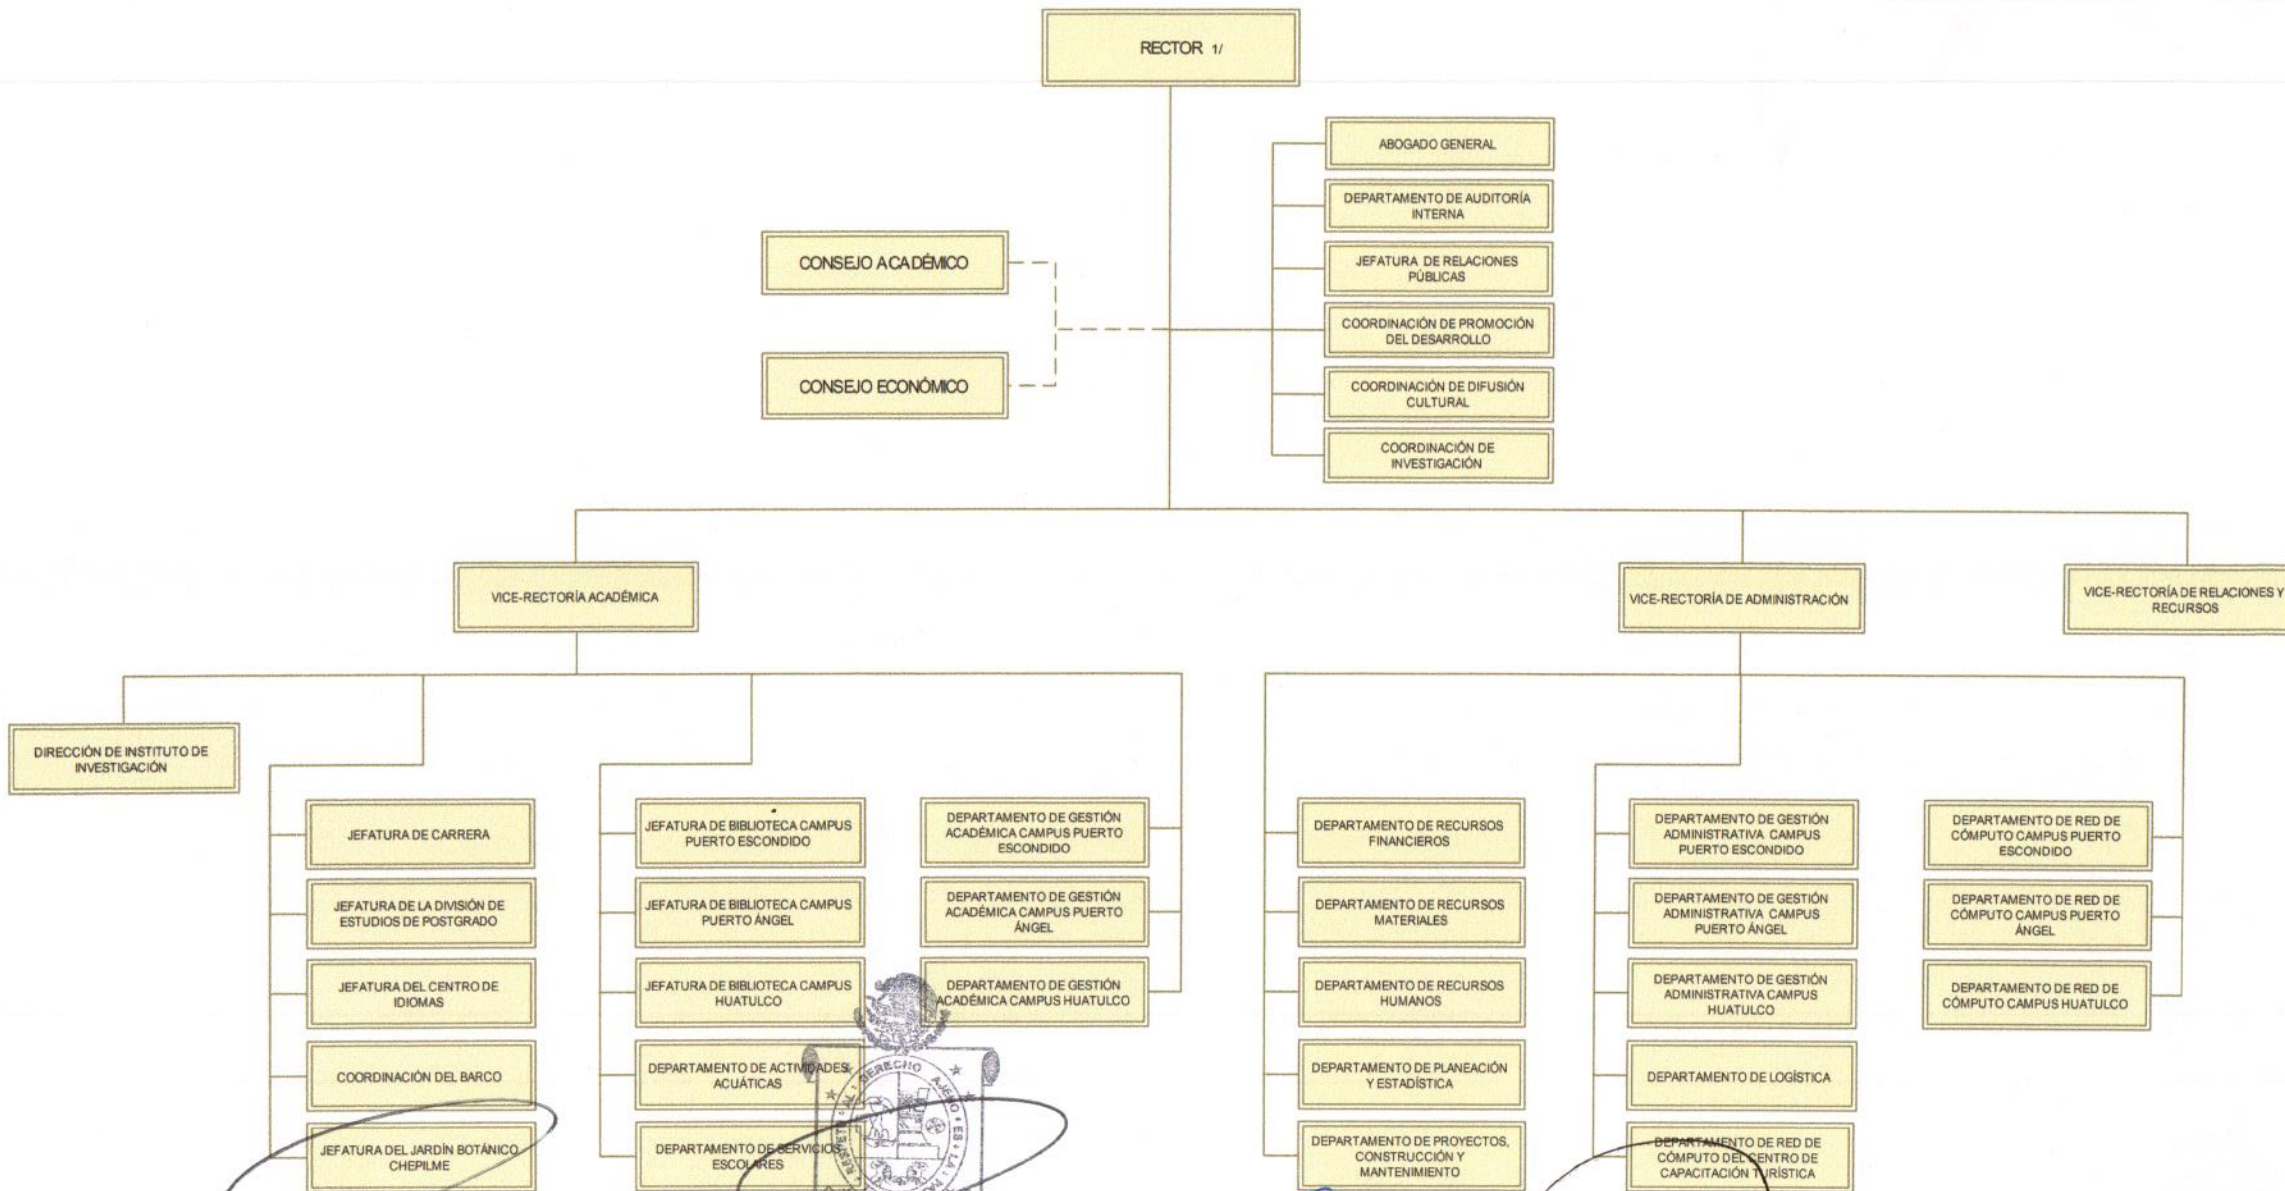 RECTOR 1/
ABOGADO GENERAL
DEPARTAMENTO DE AUDITORÍA
INTERNA
JEFATURA DE RELACIONES
PÚBLICAS
COORDINACIÓN DE PROMOCIÓN
DEL DESARROLLO
COORDINACIÓN DE DIFUSIÓN
CULTURAL
COORDINACIÓN DE
INVESTIGACIÓN
CONSEJO ACADÉMICO
CONSEJO ECONÓMICO
VICE-RECTORÍA ACADÉMICA
VICE-RECTORÍA DE ADMINISTRACIÓN
VICE-RECTORÍA DE RELACIONES Y
RECURSOS
DIRECCIÓN DE INSTITUTO DE
INVESTIGACIÓN
JEFATURA DE CARRERA
JEFATURA DE LA DIVISIÓN DE
ESTUDIOS DE POSTGRADO
JEFATURA DEL CENTRO DE
IDIOMAS
COORDINACIÓN DEL BARCO
JEFATURA DEL JARDÍN BOTÁNICO
CHEPILME
JEFATURA DE BIBLIOTECA CAMPUS
PUERTO ESCONDIDO
JEFATURA DE BIBLIOTECA CAMPUS
PUERTO ÁNGEL
JEFATURA DE BIBLIOTECA CAMPUS
HUATULCO
DEPARTAMENTO DE ACTIVIDADES
ACUÁTICAS
DEPARTAMENTO DE SERVICIOS
ESCOLARES
DEPARTAMENTO DE GESTIÓN
ACADÉMICA CAMPUS PUERTO
ESCONDIDO
DEPARTAMENTO DE GESTIÓN
ACADÉMICA CAMPUS PUERTO
ÁNGEL
DEPARTAMENTO DE GESTIÓN
ACADÉMICA CAMPUS HUATULCO
AL DERECHO AJENO ES LA
DEPARTAMENTO DE RECURSOS
FINANCIEROS
DEPARTAMENTO DE RECURSOS
MATERIALES
DEPARTAMENTO DE RECURSOS
HUMANOS
DEPARTAMENTO DE PLANEACIÓN
Y ESTADÍSTICA
DEPARTAMENTO DE PROYECTOS,
CONSTRUCCIÓN Y
MANTENIMIENTO
DEPARTAMENTO DE GESTIÓN
ADMINISTRATIVA CAMPUS
PUERTO ESCONDIDO
DEPARTAMENTO DE GESTIÓN
ADMINISTRATIVA CAMPUS
PUERTO ÁNGEL
DEPARTAMENTO DE GESTIÓN
ADMINISTRATIVA CAMPUS
HUATULCO
DEPARTAMENTO DE LOGÍSTICA
DEPARTAMENTO DE RED DE
CÓMPUTO DEL CENTRO DE
CAPACITACIÓN TURÍSTICA
DEPARTAMENTO DE RED DE
CÓMPUTO CAMPUS PUERTO
ESCONDIDO
DEPARTAMENTO DE RED DE
CÓMPUTO CAMPUS PUERTO
ÁNGEL
DEPARTAMENTO DE RED DE
CÓMPUTO CAMPUS HUATULCO